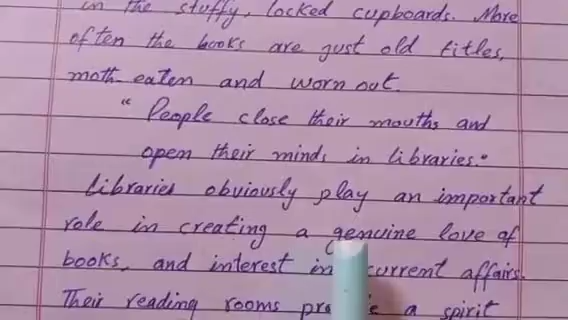 in the stuffy, locked cupboards. More
often the books are just old titles,
moth-eaten and worn out.
"People close their mouths and
open their minds in libraries."
Libraries obviously play an important
role in creating a genuine love of
books, and interest in current affairs.
Their reading rooms a spirit